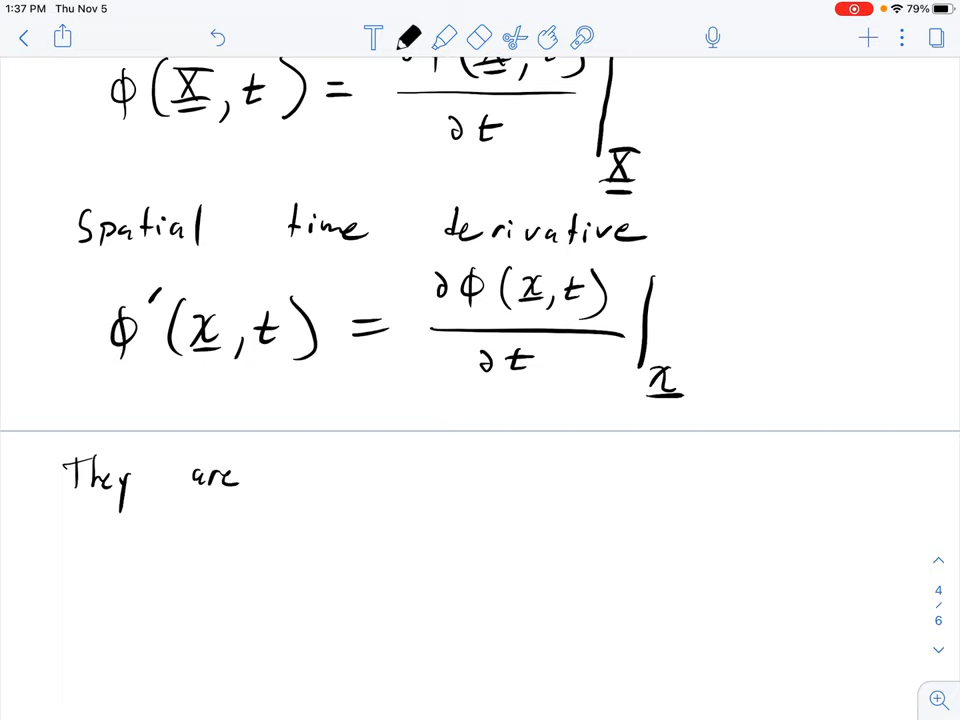 1:37 PM Thu Nov 5
79%
T
ϕ(X̲̲, t) = ∂ϕ(X̲̲, t) / ∂t |X̲̲
Spatial time derivative
ϕ′(x̲, t) = ∂ϕ(x̲, t) / ∂t |x̲
They are
4
/
6